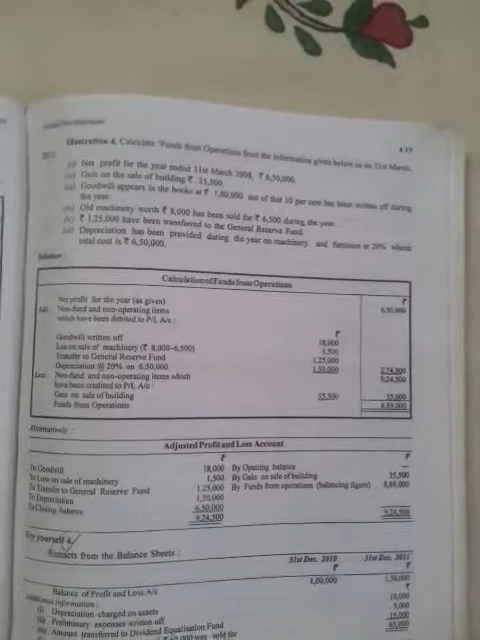 Illustration 4. Calculate 'Funds from Operations from the information given below as on 31st March,
(i) Net profit for the year ended 31st March 2008, ₹ 6,50,000
(ii) Gain on the sale of building ₹ 35,500
(iii) Goodwill appears in the books at ₹ 1,80,000 out of that 10 per cent has been written off during
the year
(iv) Old machinery worth ₹ 8,000 has been sold for ₹ 6,500 during the year
(v) ₹ 1,25,000 have been transferred to the General Reserve Fund
(vi) Depreciation has been provided during the year on machinery and furniture at 20% whose
total cost is ₹ 6,50,000.
Solution
Calculation of Funds from Operations
₹
Net profit for the year (as given) 6,50,000
Add: Non-fund and non-operating items
which have been debited to P/L A/c :
₹
Goodwill written off 18,000
Loss on sale of machinery (₹ 8,000-6,500) 1,500
Transfer to General Reserve Fund 1,25,000
Depreciation @ 20% on 6,50,000 1,30,000 2,74,500
9,24,500
Less : Non-fund and non-operating items which
have been credited to P/L A/c :
Gain on sale of building 35,500
Funds from Operations 8,89,000
Alternatively :
Adjusted Profit and Loss Account
₹ ₹
To Goodwill 18,000 By Opening balance —
To Loss on sale of machinery 1,500 By Gain on sale of building 35,500
To Transfer to General Reserve Fund 1,25,000 By Funds from operations (balancing figure) 8,89,000
To Depreciation 1,30,000
To Closing balance 6,50,000
9,24,500 9,24,500
Try yourself 4.
Extracts from the Balance Sheets :
31st Dec. 2010 31st Dec. 2011
₹ ₹
Balance of Profit and Loss A/c 1,00,000 1,50,000
information :
(i) Depreciation charged on assets 10,000
(ii) Preliminary expenses written off 5,000
(iii) Amount transferred to Dividend Equalisation Fund
was sold for